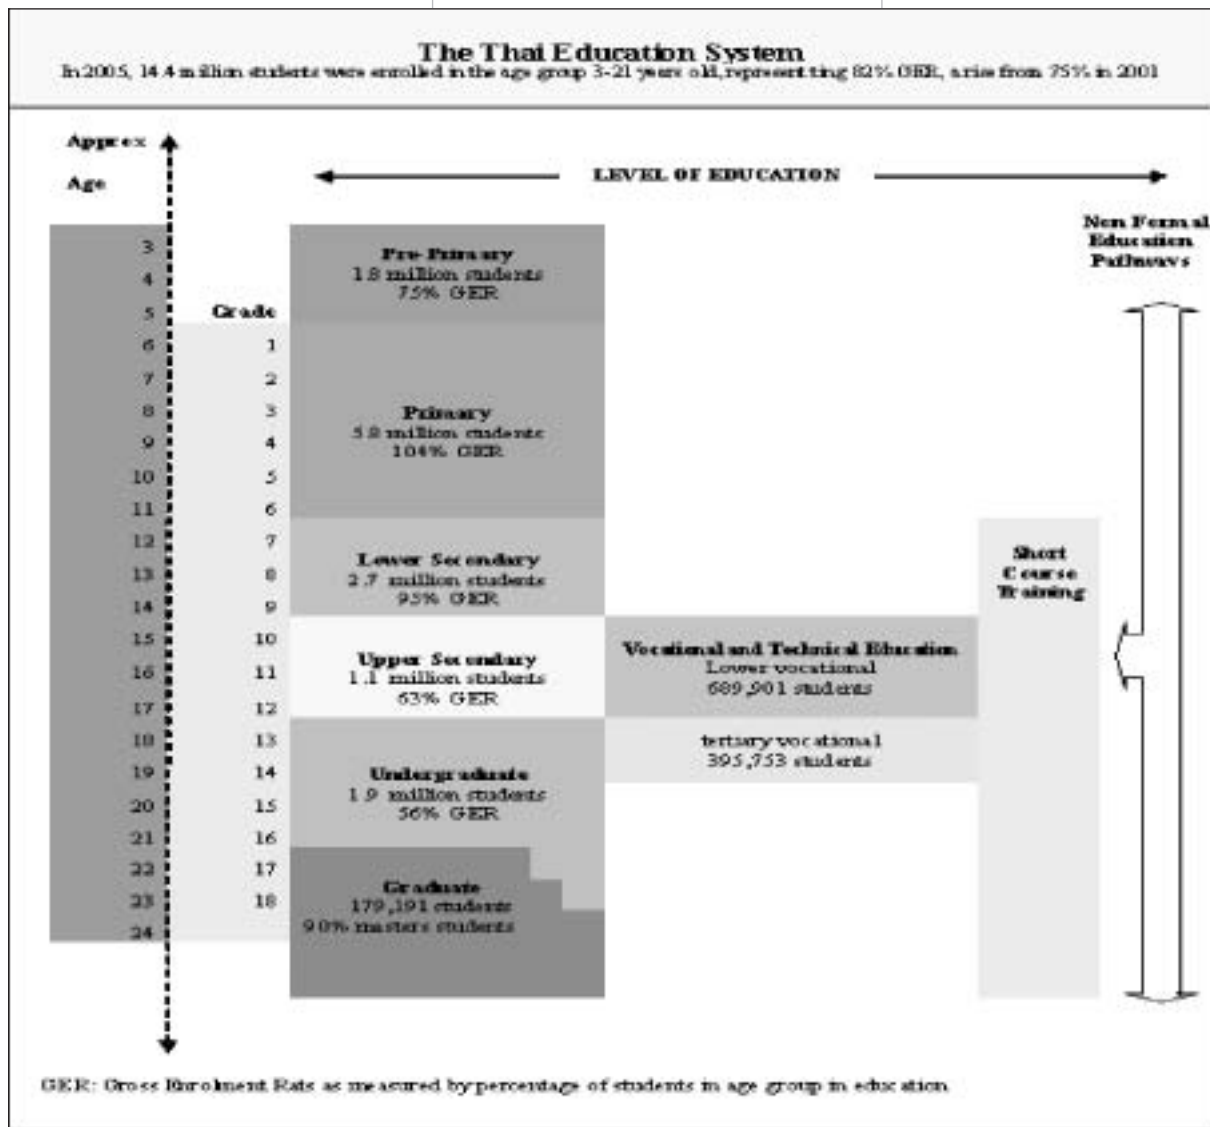 The Thai Education System
In 2005, 14.4 million students were enrolled in the age group 3-21 years old, representing 82% GER, a rise from 75% in 2001
Approx
Age
LEVEL OF EDUCATION
Non Formal
Education
Pathways
Grade
3
4
5
6 1
7 2
8 3
9 4
10 5
11 6
12 7
13 8
14 9
15 10
16 11
17 12
18 13
19 14
20 15
21 16
22 17
23 18
24
Pre-Primary
1.8 million students
75% GER
Primary
5.8 million students
104% GER
Lower Secondary
2.7 million students
95% GER
Upper Secondary
1.1 million students
63% GER
Vocational and Technical Education
Lower vocational
689,901 students
tertiary vocational
395,753 students
Undergraduate
1.9 million students
56% GER
Graduate
179,191 students
90% masters students
Short
Course
Training
GER: Gross Enrolment Rats as measured by percentage of students in age group in education